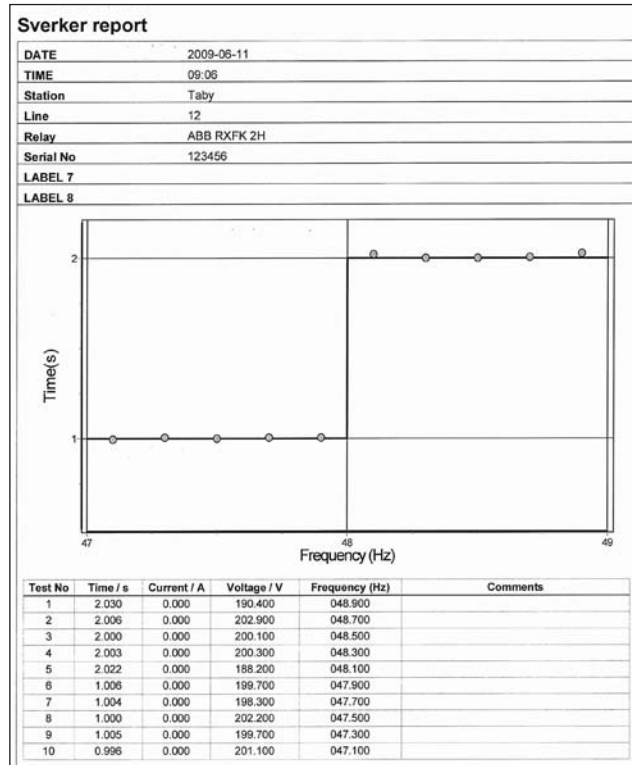 Sverker report
DATE 2009-06-11
TIME 09:06
Station Taby
Line 12
Relay ABB RXFK 2H
Serial No 123456
LABEL 7
LABEL 8
2
Time(s)
1
47 48 49
Frequency (Hz)
Test No Time / s Current / A Voltage / V Frequency (Hz) Comments
1 2.030 0.000 190.400 048.900
2 2.006 0.000 202.900 048.700
3 2.000 0.000 200.100 048.500
4 2.003 0.000 200.300 048.300
5 2.022 0.000 188.200 048.100
6 1.006 0.000 199.700 047.900
7 1.004 0.000 198.300 047.700
8 1.000 0.000 202.200 047.500
9 1.005 0.000 199.700 047.300
10 0.996 0.000 201.100 047.100